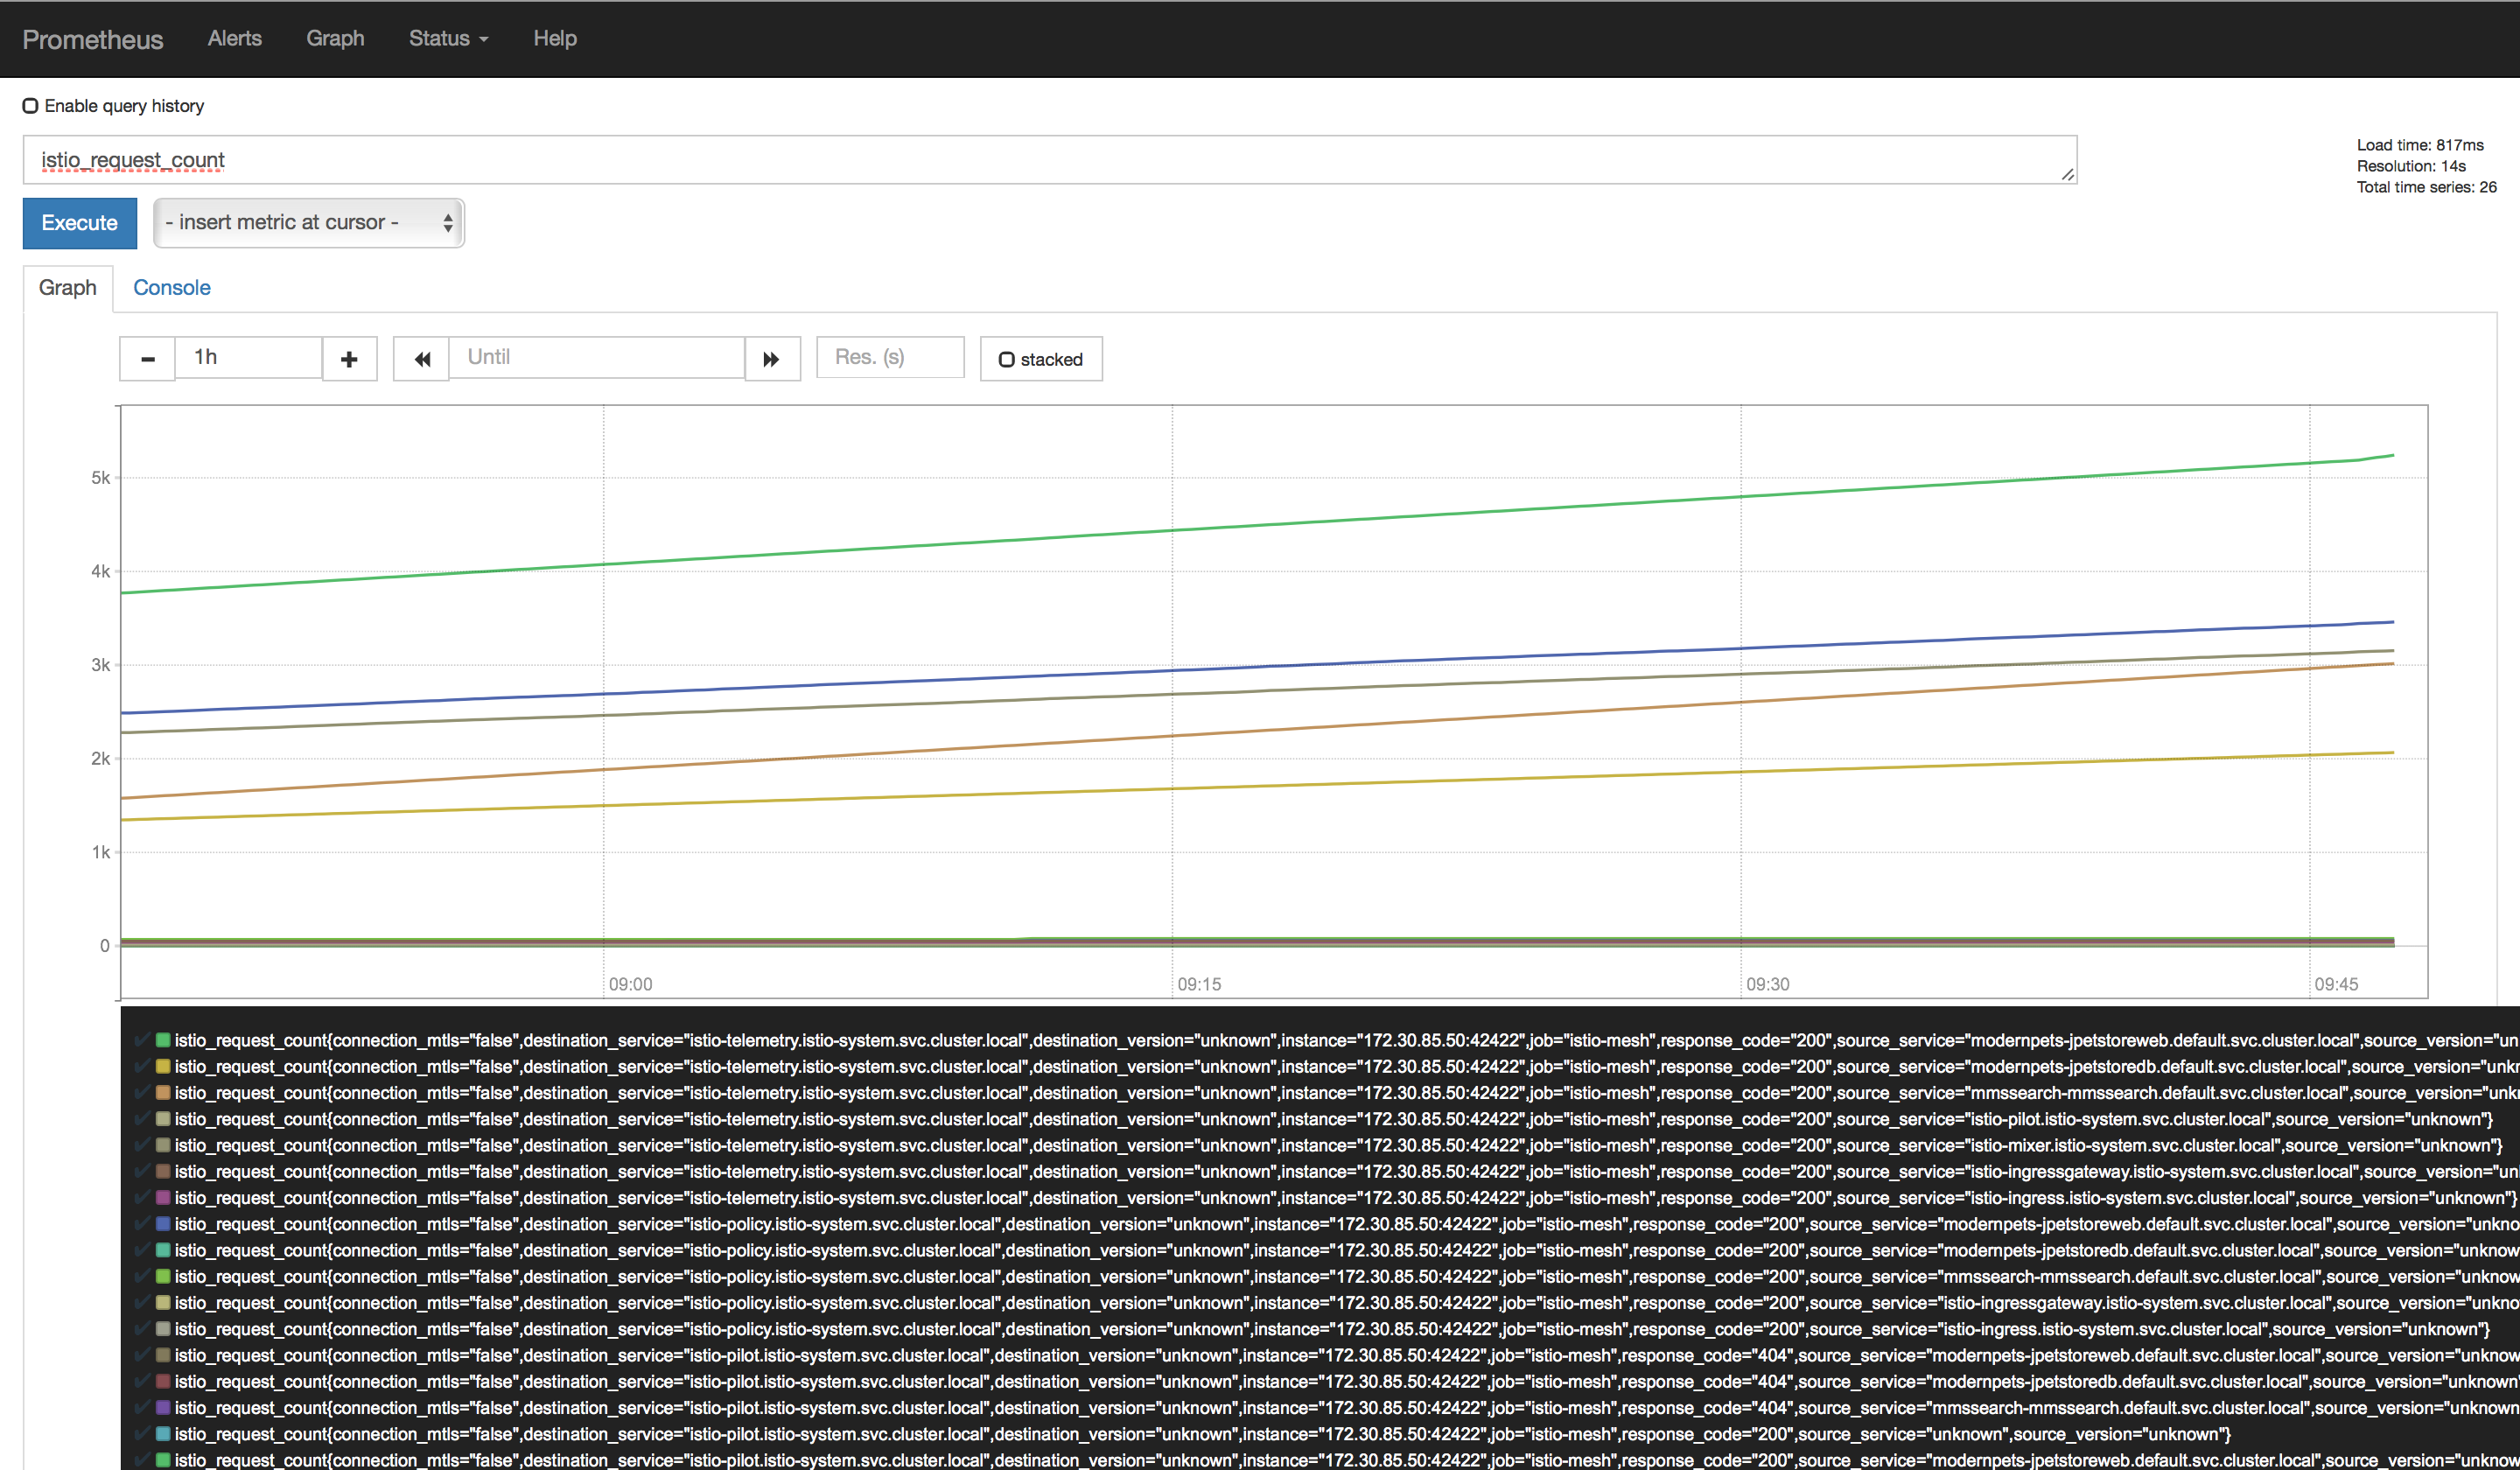 Prometheus Alerts Graph Status Help
Enable query history
istio_request_count
Load time: 817ms
Resolution: 14s
Total time series: 26
Execute - insert metric at cursor -
Graph Console
1h Until Res. (s) stacked
5k
4k
3k
2k
1k
0
09:00 09:15 09:30 09:45
istio_request_count{connection_mtls="false",destination_service="istio-telemetry.istio-system.svc.cluster.local",destination_version="unknown",instance="172.30.85.50:42422",job="istio-mesh",response_code="200",source_service="modernpets-jpetstoreweb.default.svc.cluster.local",source_version="un
istio_request_count{connection_mtls="false",destination_service="istio-telemetry.istio-system.svc.cluster.local",destination_version="unknown",instance="172.30.85.50:42422",job="istio-mesh",response_code="200",source_service="modernpets-jpetstoredb.default.svc.cluster.local",source_version="unkn
istio_request_count{connection_mtls="false",destination_service="istio-telemetry.istio-system.svc.cluster.local",destination_version="unknown",instance="172.30.85.50:42422",job="istio-mesh",response_code="200",source_service="mmssearch-mmssearch.default.svc.cluster.local",source_version="unk
istio_request_count{connection_mtls="false",destination_service="istio-telemetry.istio-system.svc.cluster.local",destination_version="unknown",instance="172.30.85.50:42422",job="istio-mesh",response_code="200",source_service="istio-pilot.istio-system.svc.cluster.local",source_version="unknown"}
istio_request_count{connection_mtls="false",destination_service="istio-telemetry.istio-system.svc.cluster.local",destination_version="unknown",instance="172.30.85.50:42422",job="istio-mesh",response_code="200",source_service="istio-mixer.istio-system.svc.cluster.local",source_version="unknown"}
istio_request_count{connection_mtls="false",destination_service="istio-telemetry.istio-system.svc.cluster.local",destination_version="unknown",instance="172.30.85.50:42422",job="istio-mesh",response_code="200",source_service="istio-ingressgateway.istio-system.svc.cluster.local",source_version="un
istio_request_count{connection_mtls="false",destination_service="istio-telemetry.istio-system.svc.cluster.local",destination_version="unknown",instance="172.30.85.50:42422",job="istio-mesh",response_code="200",source_service="istio-ingress.istio-system.svc.cluster.local",source_version="unknown"}
istio_request_count{connection_mtls="false",destination_service="istio-policy.istio-system.svc.cluster.local",destination_version="unknown",instance="172.30.85.50:42422",job="istio-mesh",response_code="200",source_service="modernpets-jpetstoreweb.default.svc.cluster.local",source_version="unkno
istio_request_count{connection_mtls="false",destination_service="istio-policy.istio-system.svc.cluster.local",destination_version="unknown",instance="172.30.85.50:42422",job="istio-mesh",response_code="200",source_service="modernpets-jpetstoredb.default.svc.cluster.local",source_version="unknow
istio_request_count{connection_mtls="false",destination_service="istio-policy.istio-system.svc.cluster.local",destination_version="unknown",instance="172.30.85.50:42422",job="istio-mesh",response_code="200",source_service="mmssearch-mmssearch.default.svc.cluster.local",source_version="unknow
istio_request_count{connection_mtls="false",destination_service="istio-policy.istio-system.svc.cluster.local",destination_version="unknown",instance="172.30.85.50:42422",job="istio-mesh",response_code="200",source_service="istio-ingressgateway.istio-system.svc.cluster.local",source_version="unkno
istio_request_count{connection_mtls="false",destination_service="istio-policy.istio-system.svc.cluster.local",destination_version="unknown",instance="172.30.85.50:42422",job="istio-mesh",response_code="200",source_service="istio-ingress.istio-system.svc.cluster.local",source_version="unknown"}
istio_request_count{connection_mtls="false",destination_service="istio-pilot.istio-system.svc.cluster.local",destination_version="unknown",instance="172.30.85.50:42422",job="istio-mesh",response_code="404",source_service="modernpets-jpetstoreweb.default.svc.cluster.local",source_version="unknow
istio_request_count{connection_mtls="false",destination_service="istio-pilot.istio-system.svc.cluster.local",destination_version="unknown",instance="172.30.85.50:42422",job="istio-mesh",response_code="404",source_service="modernpets-jpetstoredb.default.svc.cluster.local",source_version="unknown"
istio_request_count{connection_mtls="false",destination_service="istio-pilot.istio-system.svc.cluster.local",destination_version="unknown",instance="172.30.85.50:42422",job="istio-mesh",response_code="404",source_service="mmssearch-mmssearch.default.svc.cluster.local",source_version="unknown
istio_request_count{connection_mtls="false",destination_service="istio-pilot.istio-system.svc.cluster.local",destination_version="unknown",instance="172.30.85.50:42422",job="istio-mesh",response_code="200",source_service="unknown",source_version="unknown"}
istio_request_count{connection_mtls="false",destination_service="istio-pilot.istio-system.svc.cluster.local",destination_version="unknown",instance="172.30.85.50:42422",job="istio-mesh",response_code="200",source_service="modernpets-jpetstoreweb.default.svc.cluster.local",source_version="unknow